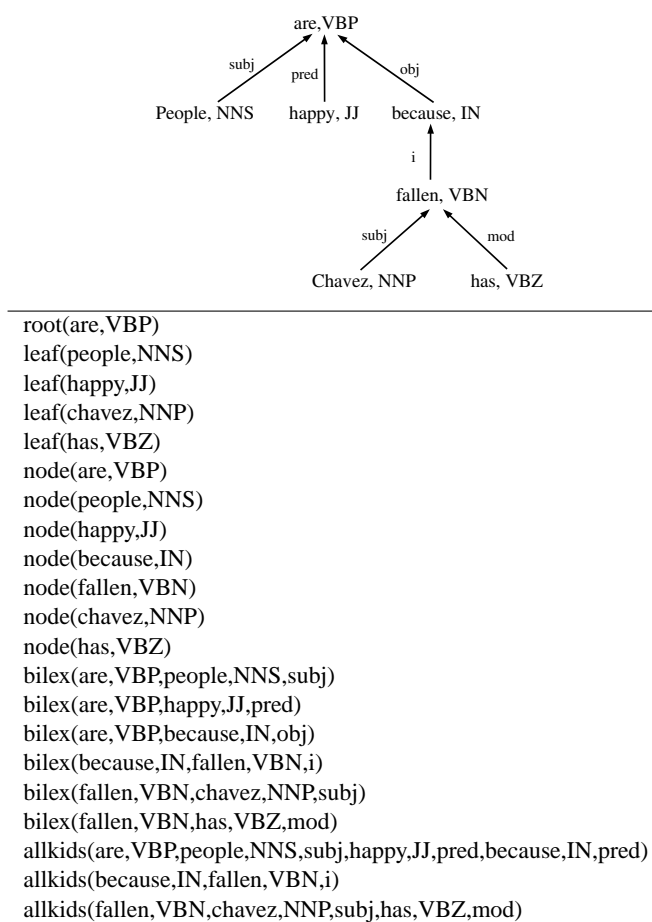 are,VBP
subj
pred
obj
People, NNS happy, JJ because, IN
i
fallen, VBN
subj
mod
Chavez, NNP has, VBZ
root(are,VBP)
leaf(people,NNS)
leaf(happy,JJ)
leaf(chavez,NNP)
leaf(has,VBZ)
node(are,VBP)
node(people,NNS)
node(happy,JJ)
node(because,IN)
node(fallen,VBN)
node(chavez,NNP)
node(has,VBZ)
bilex(are,VBP,people,NNS,subj)
bilex(are,VBP,happy,JJ,pred)
bilex(are,VBP,because,IN,obj)
bilex(because,IN,fallen,VBN,i)
bilex(fallen,VBN,chavez,NNP,subj)
bilex(fallen,VBN,has,VBZ,mod)
allkids(are,VBP,people,NNS,subj,happy,JJ,pred,because,IN,pred)
allkids(because,IN,fallen,VBN,i)
allkids(fallen,VBN,chavez,NNP,subj,has,VBZ,mod)